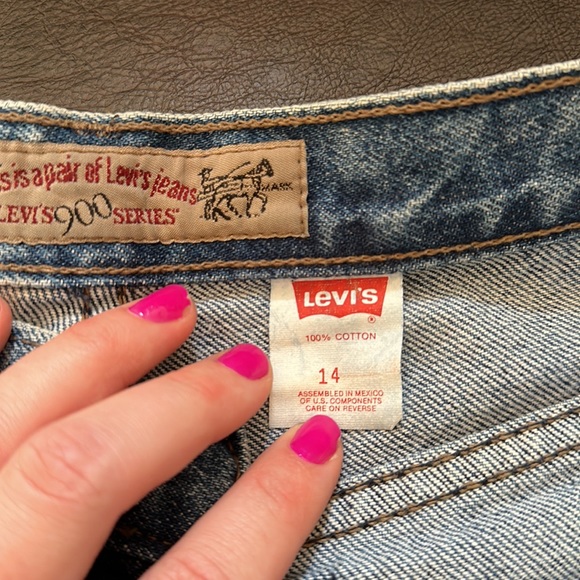 is is a pair of Levi's jeans
LEVI'S 900 SERIES
MARK
Levi's
®
100% COTTON
14
ASSEMBLED IN MEXICO
OF U.S. COMPONENTS
CARE ON REVERSE